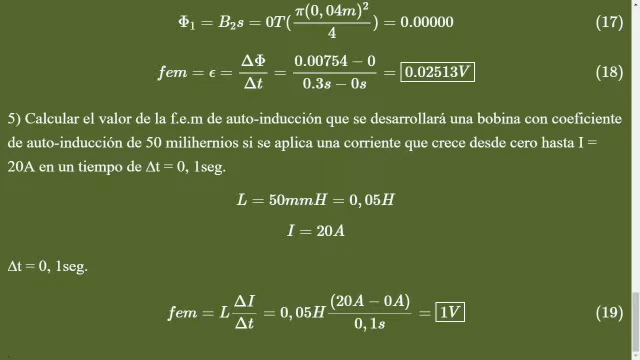 Φ₁ = B₂s = 0T(π(0,04m)²/4) = 0.00000 (17)
fem = ϵ = ΔΦ/Δt = (0.00754 − 0)/(0.3s − 0s) = 0.02513V (18)
5) Calcular el valor de la f.e.m de auto-inducción que se desarrollará una bobina con coeficiente
de auto-inducción de 50 milihernios si se aplica una corriente que crece desde cero hasta I =
20A en un tiempo de Δt = 0, 1seg.
L = 50mmH = 0,05H
I = 20A
Δt = 0, 1seg.
fem = L ΔI/Δt = 0,05H (20A − 0A)/0,1s = 1V (19)